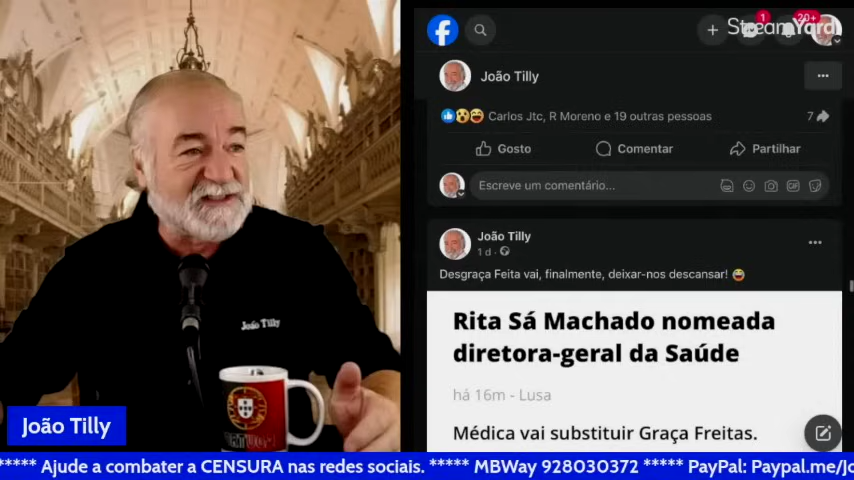 StreamYard
1
20+
João Tilly
Carlos Jtc, R Moreno e 19 outras pessoas
7
Gosto
Comentar
Partilhar
Escreve um comentário...
GIF
João Tilly
1 d
Desgraça Feita vai, finalmente, deixar-nos descansar!
Rita Sá Machado nomeada
diretora-geral da Saúde
há 16m - Lusa
Médica vai substituir Graça Freitas.
João Tilly
João Tilly
***** Ajude a combater a CENSURA nas redes sociais. ***** MBWay 928030372 ***** PayPal: Paypal.me/Jo